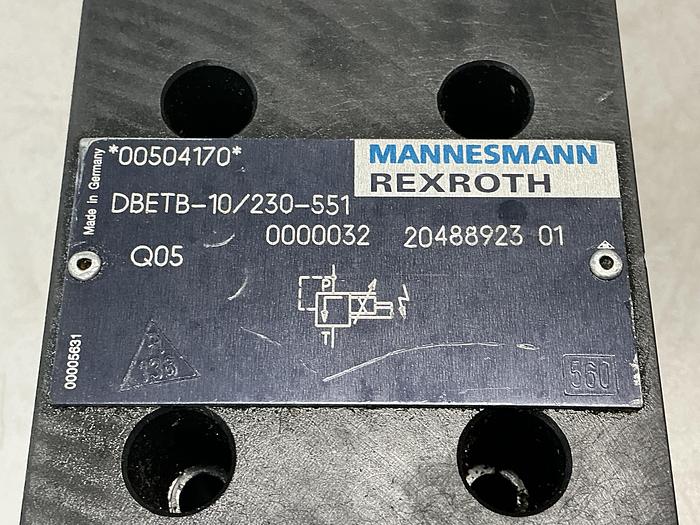 Made in Germany
*00504170*
MANNESMANN
REXROTH
DBETB-10/230-551
0000032 20488923 01
Q05
P
T
00005631
560